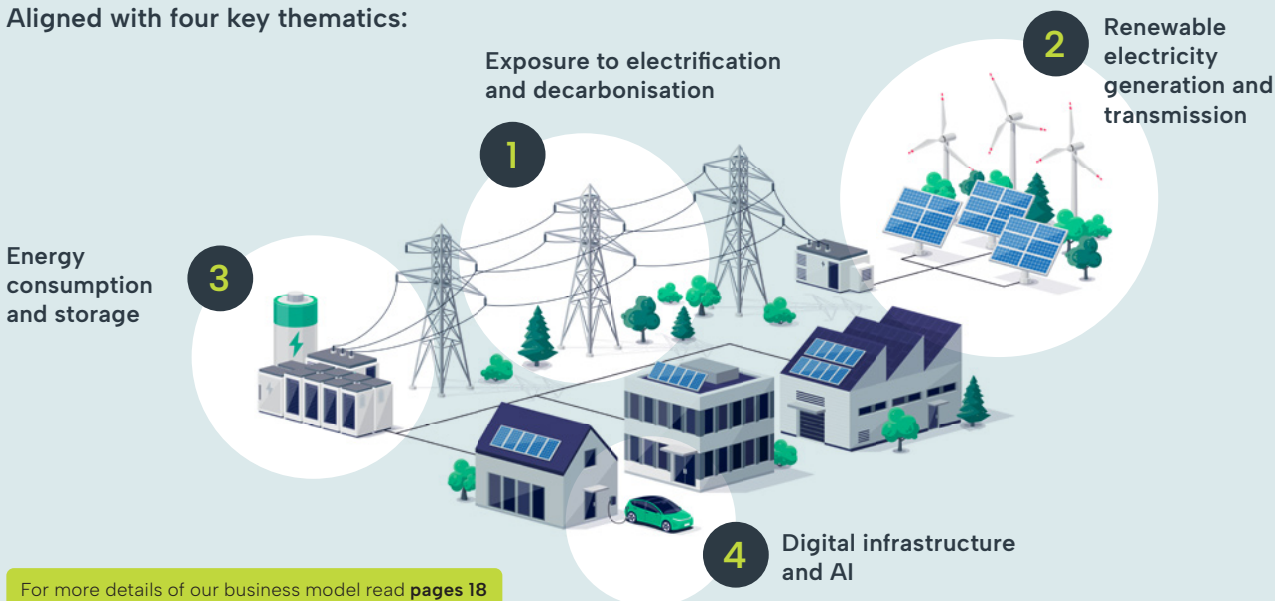 Aligned with four key thematics:
1
Exposure to electrification
and decarbonisation
2
Renewable
electricity
generation and
transmission
3
Energy
consumption
and storage
4
Digital infrastructure
and AI
For more details of our business model read pages 18